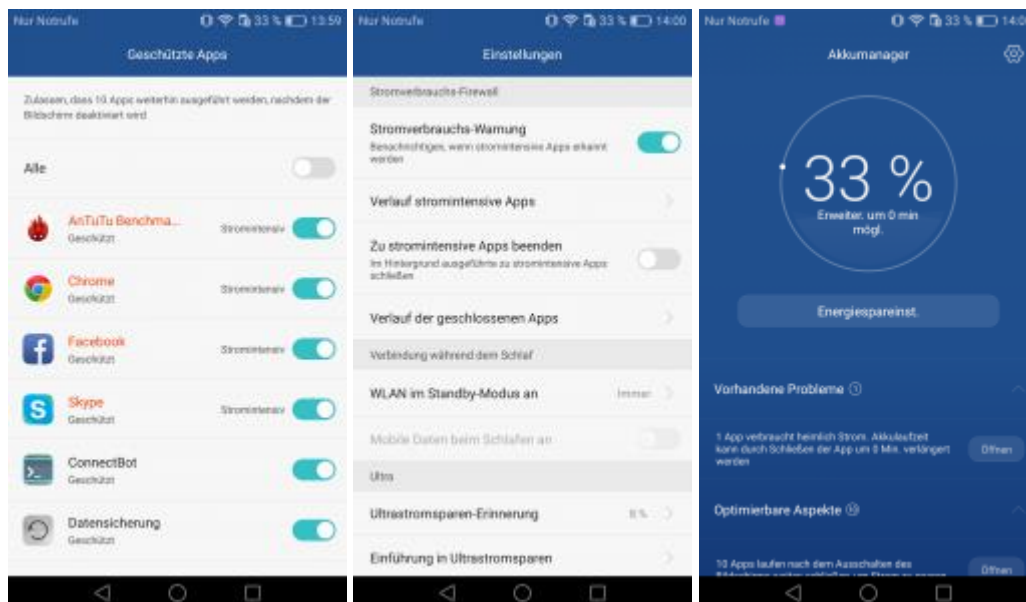 Nur Notrufe 33 % 13:59
Geschützte Apps
Zulassen, dass 10 Apps weiterhin ausgeführt werden, nachdem der
Bildschirm deaktiviert wird
Alle
AnTuTu Benchma...
Geschützt
Stromintensiv
Chrome
Geschützt
Stromintensiv
Facebook
Geschützt
Stromintensiv
Skype
Geschützt
Stromintensiv
ConnectBot
Geschützt
Datensicherung
Geschützt
Nur Notrufe 33 % 14:00
Einstellungen
Stromverbrauchs-Firewall
Stromverbrauchs-Warnung
Benachrichtigen, wenn stromintensive Apps erkannt
werden
Verlauf stromintensive Apps
Zu stromintensive Apps beenden
Im Hintergrund ausgeführte zu stromintensive Apps
schließen
Verlauf der geschlossenen Apps
Verbindung während dem Schlaf
WLAN im Standby-Modus an Immer
Mobile Daten beim Schlafen an
Ultra
Ultrastromsparen-Erinnerung
Einführung in Ultrastromsparen
Nur Notrufe 33 % 14:0
Akkumanager
33 %
Erweiter. um 0 min
mögl.
Energiespareinst.
Vorhandene Probleme
1 App verbraucht heimlich Strom. Akkulaufzeit
kann durch Schließen der App um 0 Min. verlängert
werden
Öffnen
Optimierbare Aspekte
10 Apps laufen nach dem Ausschalten des
Öffnen